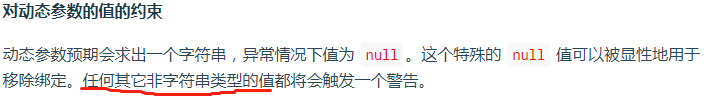 对动态参数的值的约束
动态参数预期会求出一个字符串，异常情况下值为 null 。这个特殊的 null 值可以被显性地用于
移除绑定。任何其它非字符串类型的值都将会触发一个警告。